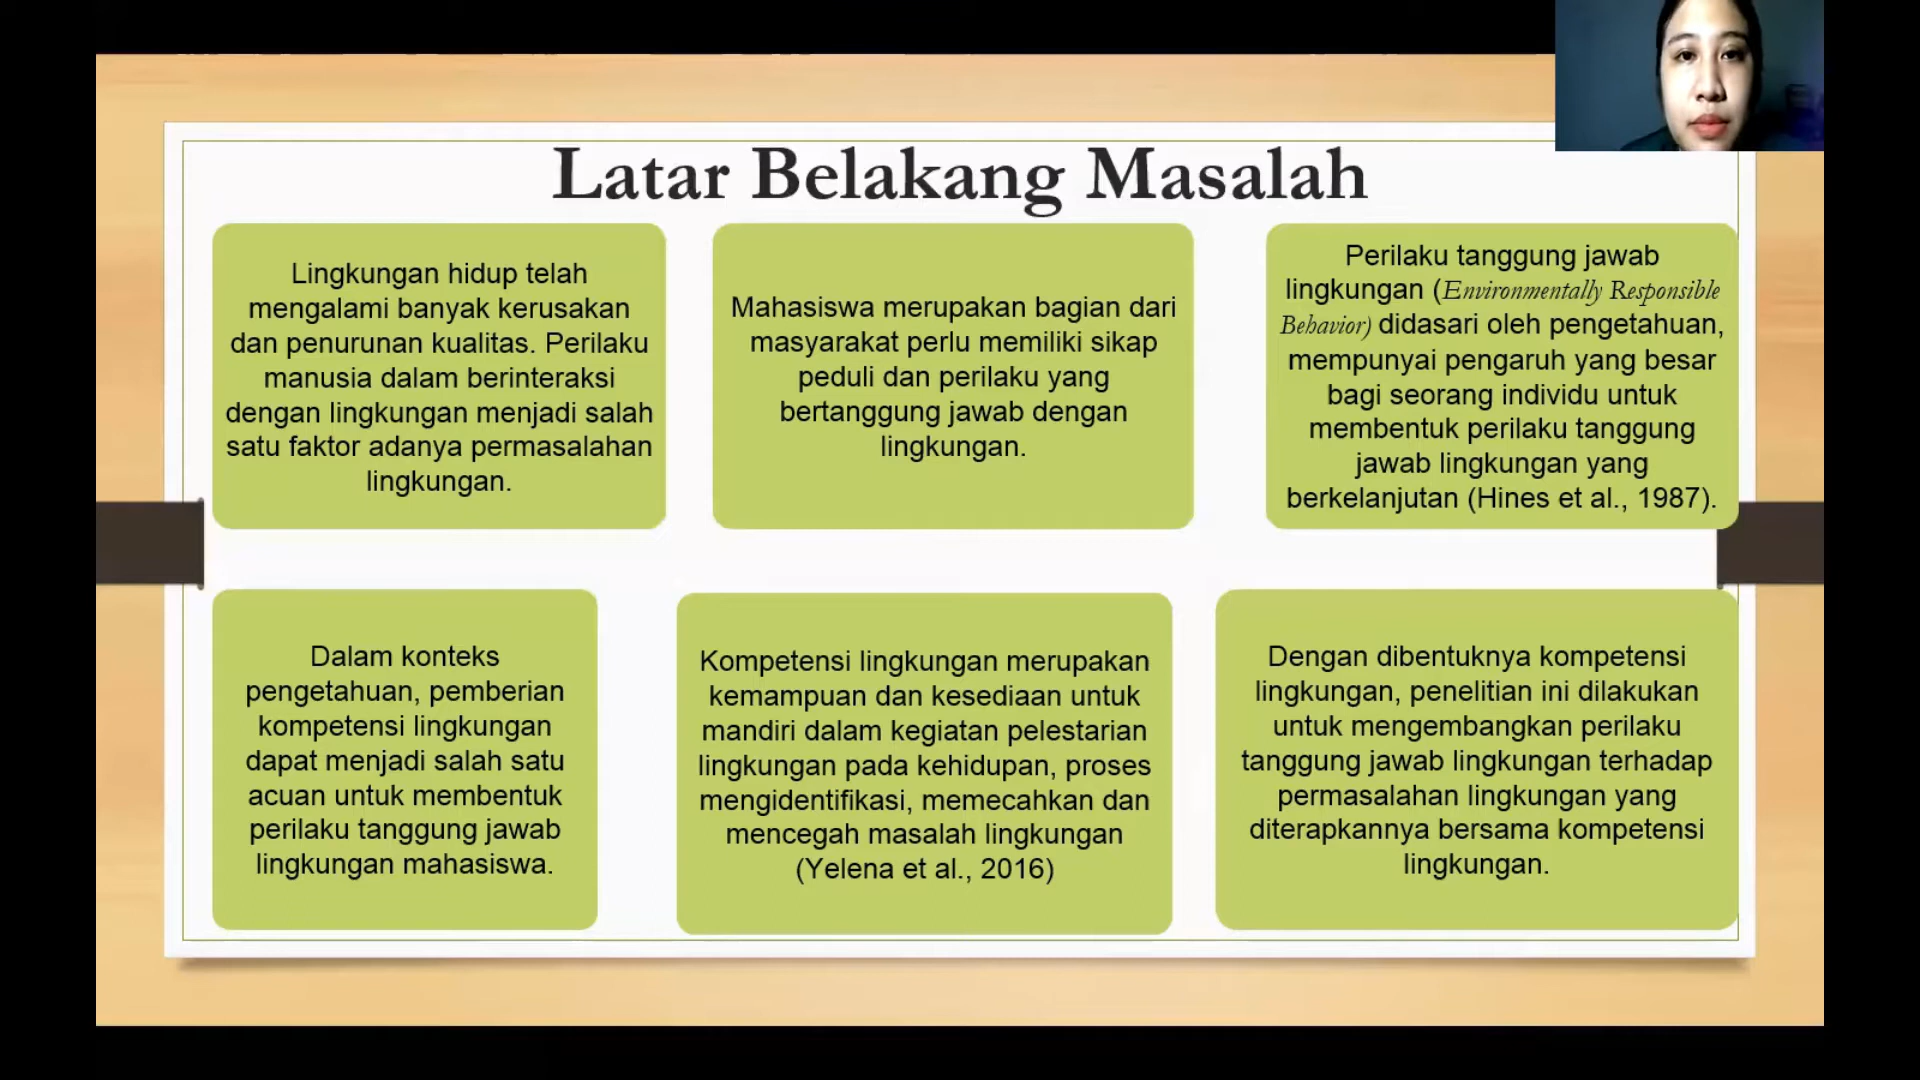 Latar Belakang Masalah
Lingkungan hidup telah
mengalami banyak kerusakan
dan penurunan kualitas. Perilaku
manusia dalam berinteraksi
dengan lingkungan menjadi salah
satu faktor adanya permasalahan
lingkungan.
Mahasiswa merupakan bagian dari
masyarakat perlu memiliki sikap
peduli dan perilaku yang
bertanggung jawab dengan
lingkungan.
Perilaku tanggung jawab
lingkungan (Environmentally Responsible
Behavior) didasari oleh pengetahuan,
mempunyai pengaruh yang besar
bagi seorang individu untuk
membentuk perilaku tanggung
jawab lingkungan yang
berkelanjutan (Hines et al., 1987).
Dalam konteks
pengetahuan, pemberian
kompetensi lingkungan
dapat menjadi salah satu
acuan untuk membentuk
perilaku tanggung jawab
lingkungan mahasiswa.
Kompetensi lingkungan merupakan
kemampuan dan kesediaan untuk
mandiri dalam kegiatan pelestarian
lingkungan pada kehidupan, proses
mengidentifikasi, memecahkan dan
mencegah masalah lingkungan
(Yelena et al., 2016)
Dengan dibentuknya kompetensi
lingkungan, penelitian ini dilakukan
untuk mengembangkan perilaku
tanggung jawab lingkungan terhadap
permasalahan lingkungan yang
diterapkannya bersama kompetensi
lingkungan.